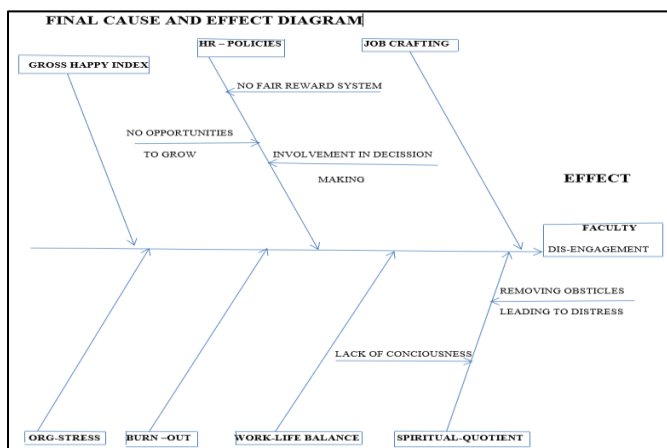 FINAL CAUSE AND EFFECT DIAGRAM
HR – POLICIES
JOB CRAFTING
GROSS HAPPY INDEX
NO FAIR REWARD SYSTEM
NO OPPORTUNITIES
TO GROW
INVOLVEMENT IN DECISSION
MAKING
EFFECT
FACULTY
DIS-ENGAGEMENT
REMOVING OBSTICLES
LEADING TO DISTRESS
LACK OF CONCIOUSNESS
ORG-STRESS
BURN –OUT
WORK-LIFE BALANCE
SPIRITUAL-QUOTIENT